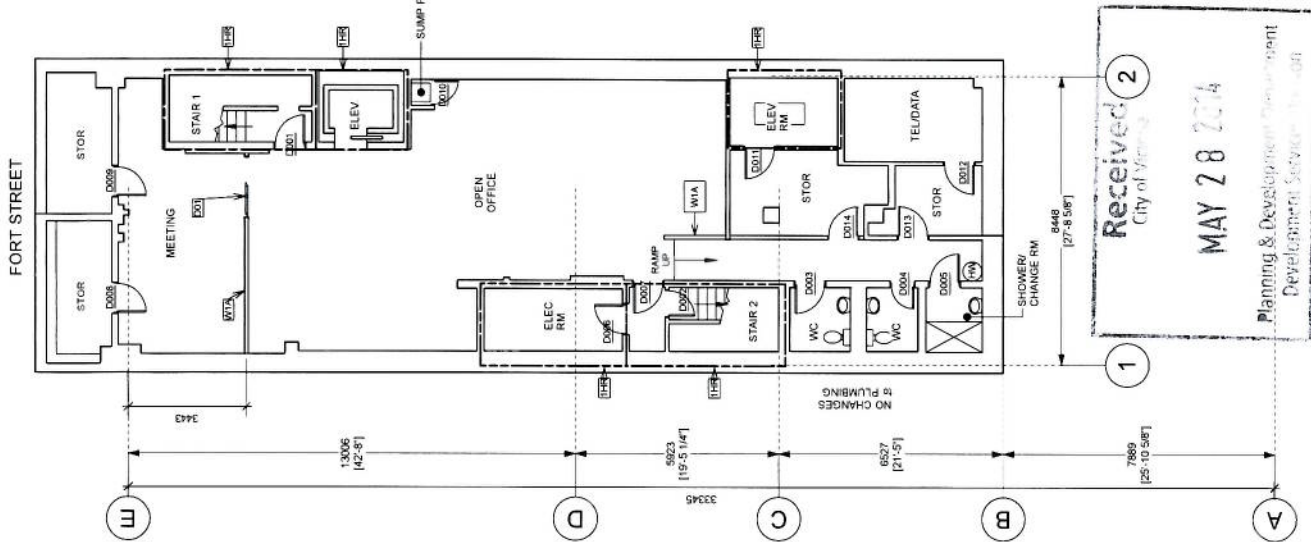 FORT STREET
STOR
STOR
D008
D009
MEETING
D01
W1A
STAIR 1
D001
1HR
1HR
ELEV
SUMP P
D010
OPEN
OFFICE
3443
13006
[42'-8"]
33345
5923
[19'-5 1/4"]
6527
[21'-5"]
7889
[25'-10 5/8"]
E
D
C
B
A
ELEC
RM
D006
1HR
1HR
RAMP
UP
W1A
D002
STAIR 2
1HR
ELEV
RM
D011
STOR
TEL/DATA
D012
STOR
D014
D013
D003
D004
D005
WC
WC
HW
SHOWER/
CHANGE RM
NO CHANGES
to PLUMBING
8448
[27'-8 5/8"]
1
2
Received
City of
MAY 28
Planning & Development Department
Development Services